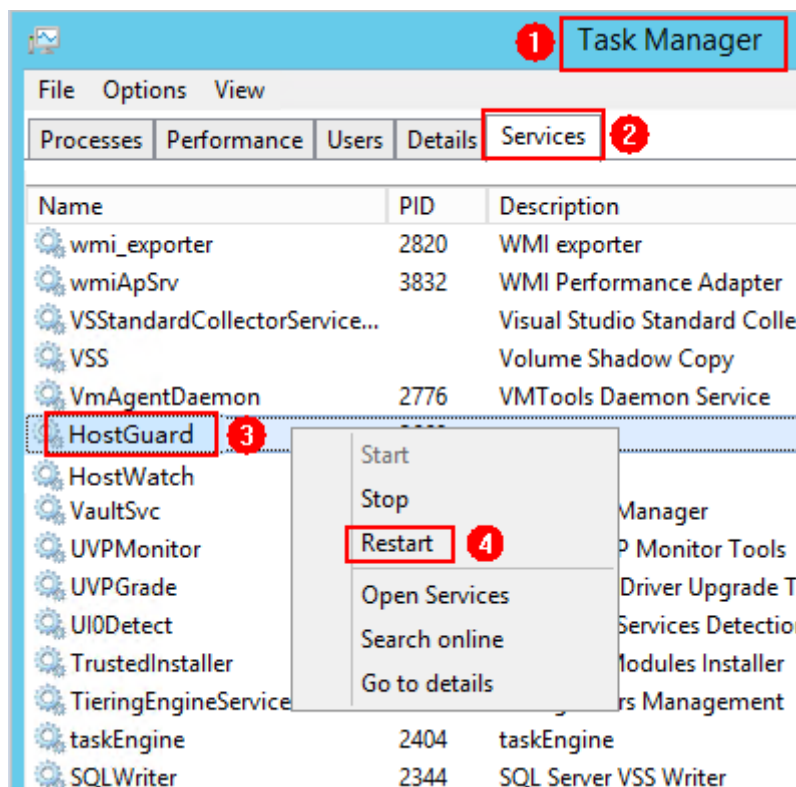 1 Task Manager
File Options View
Processes Performance Users Details Services 2
Name PID Description
wmi_exporter 2820 WMI exporter
wmiApSrv 3832 WMI Performance Adapter
VSStandardCollectorService... Visual Studio Standard Colle
VSS Volume Shadow Copy
VmAgentDaemon 2776 VMTools Daemon Service
HostGuard 3
Start
HostWatch
Stop
VaultSvc Manager
Restart 4
UVPMonitor P Monitor Tools
UVPGrade Driver Upgrade T
Open Services
UI0Detect Services Detectio
Search online
TrustedInstaller Modules Installer
Go to details
TieringEngineService rs Management
taskEngine 2404 taskEngine
SQLWriter 2344 SQL Server VSS Writer